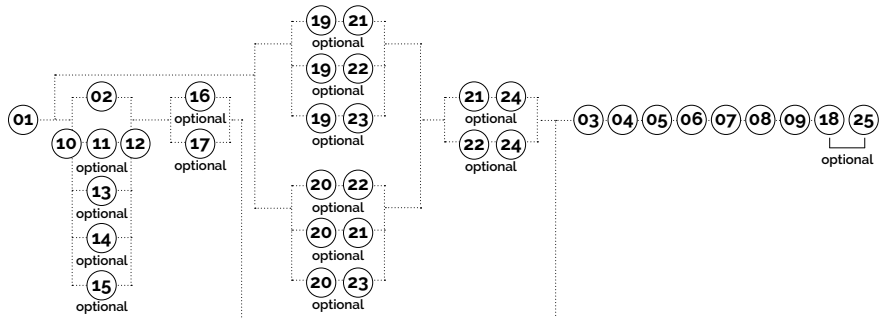 19 21
optional
19 22
optional
19 23
optional
02
16
optional
17
optional
21 24
optional
22 24
optional
01
03 04 05 06 07 08 09 18 25
optional
10 11 12
optional
13
optional
14
optional
15
optional
20 22
optional
20 21
optional
20 23
optional